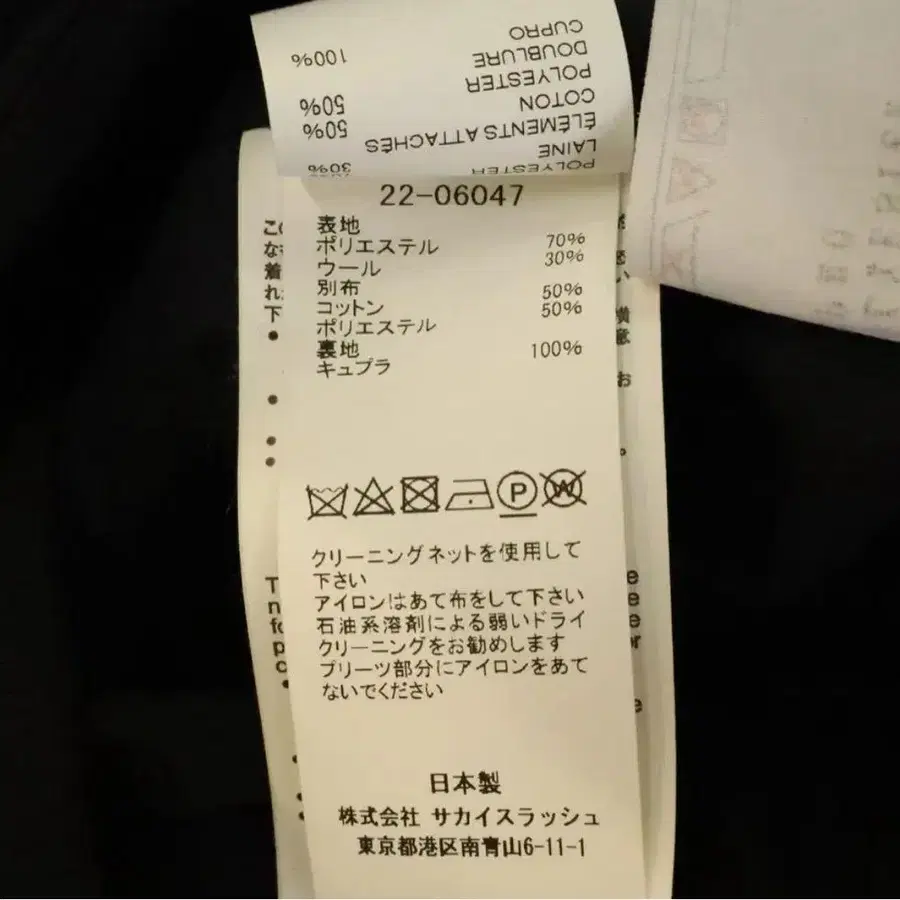 CUPRO
DOUBLURE 100%
POLYESTER
COTON 50%
ÉLÉMENTS ATTACHÉS 50%
LAINE
POLYESTER 30%
22-06047
表地
ポリエステル 70%
ウール 30%
別布
コットン 50%
ポリエステル 50%
裏地
キュプラ 100%
P
W
クリーニングネットを使用して
下さい
アイロンはあて布をして下さい
石油系溶剤による弱いドライ
クリーニングをお勧めします
プリーツ部分にアイロンをあて
ないでください
日本製
株式会社 サカイスラッシュ
東京都港区南青山6-11-1